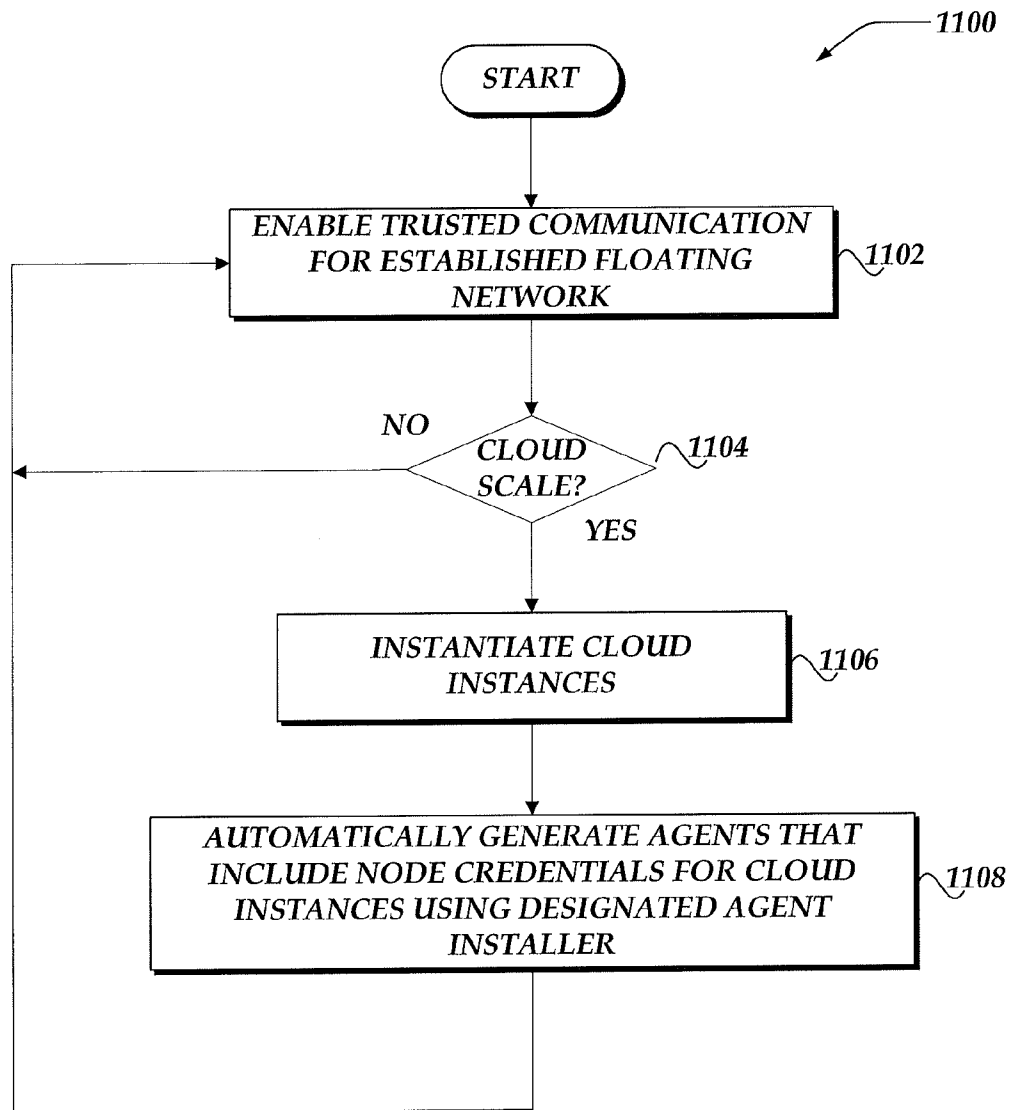 1100
START
ENABLE TRUSTED COMMUNICATION
FOR ESTABLISHED FLOATING
NETWORK
1102
NO
CLOUD
SCALE?
1104
YES
INSTANTIATE CLOUD
INSTANCES
1106
AUTOMATICALLY GENERATE AGENTS THAT
INCLUDE NODE CREDENTIALS FOR CLOUD
INSTANCES USING DESIGNATED AGENT
INSTALLER
1108